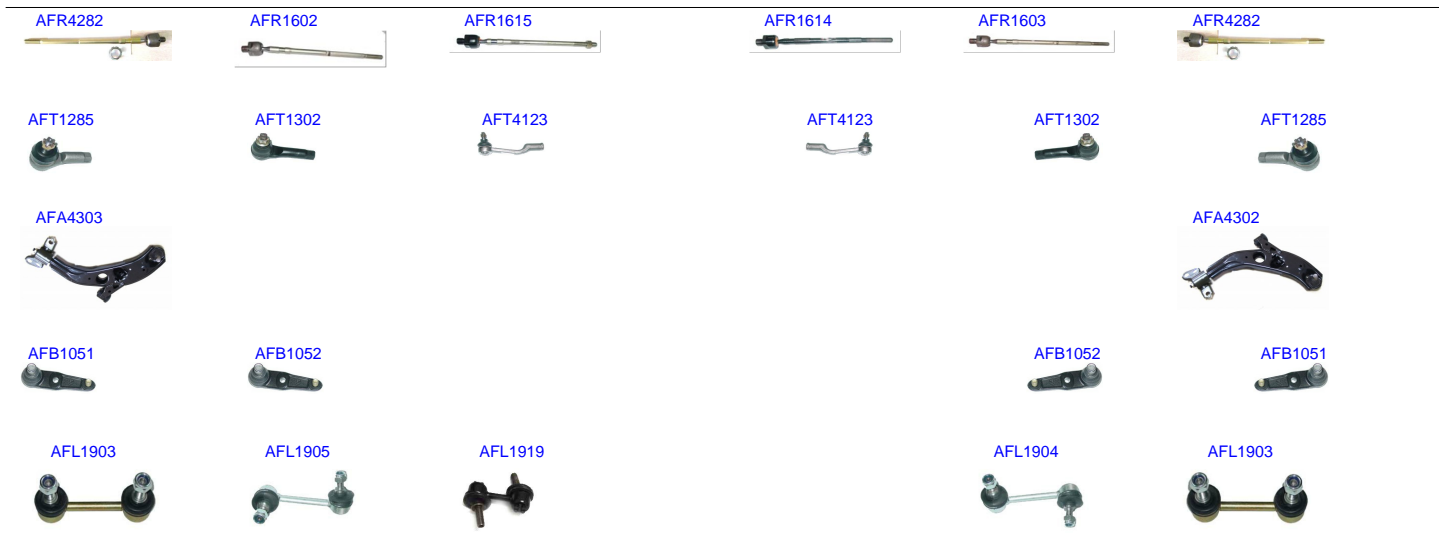 AFR4282 AFR1602 AFR1615 AFR1614 AFR1603 AFR4282
AFT1285 AFT1302 AFT4123 AFT4123 AFT1302 AFT1285
AFA4303 AFA4302
AFB1051 AFB1052 AFB1052 AFB1051
AFL1903 AFL1905 AFL1919 AFL1904 AFL1903